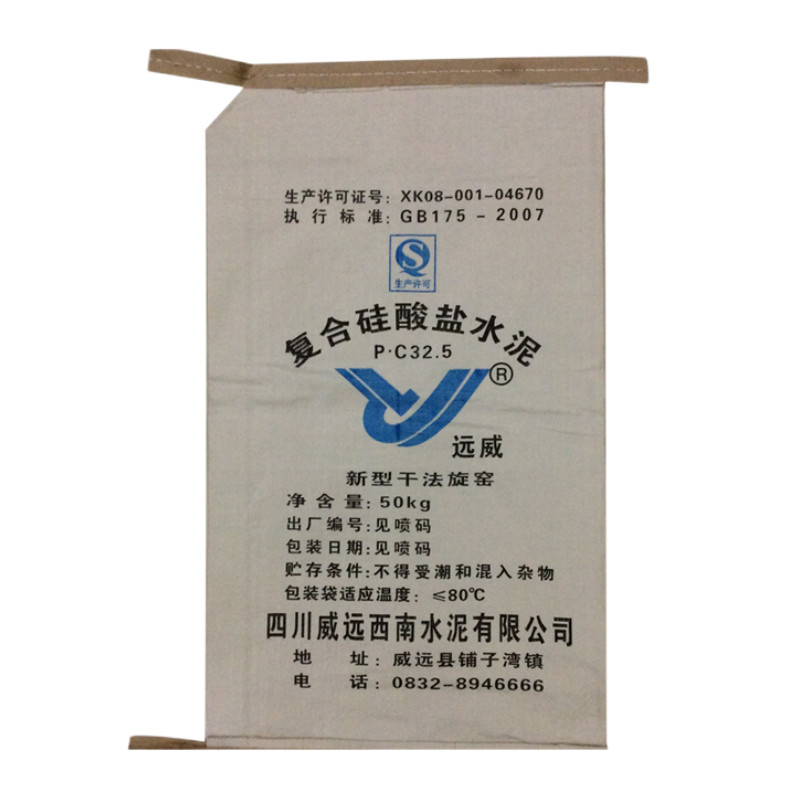 生产许可证号：XK08-001-04670
执行标准：GB175-2007
S
生产许可
复合硅酸盐水泥
P·C32.5
®
远威
新型干法旋窑
净含量：50kg
出厂编号：见喷码
包装日期：见喷码
贮存条件：不得受潮和混入杂物
包装袋适应温度：≤80℃
四川威远西南水泥有限公司
地址：威远县铺子湾镇
电话：0832-8946666